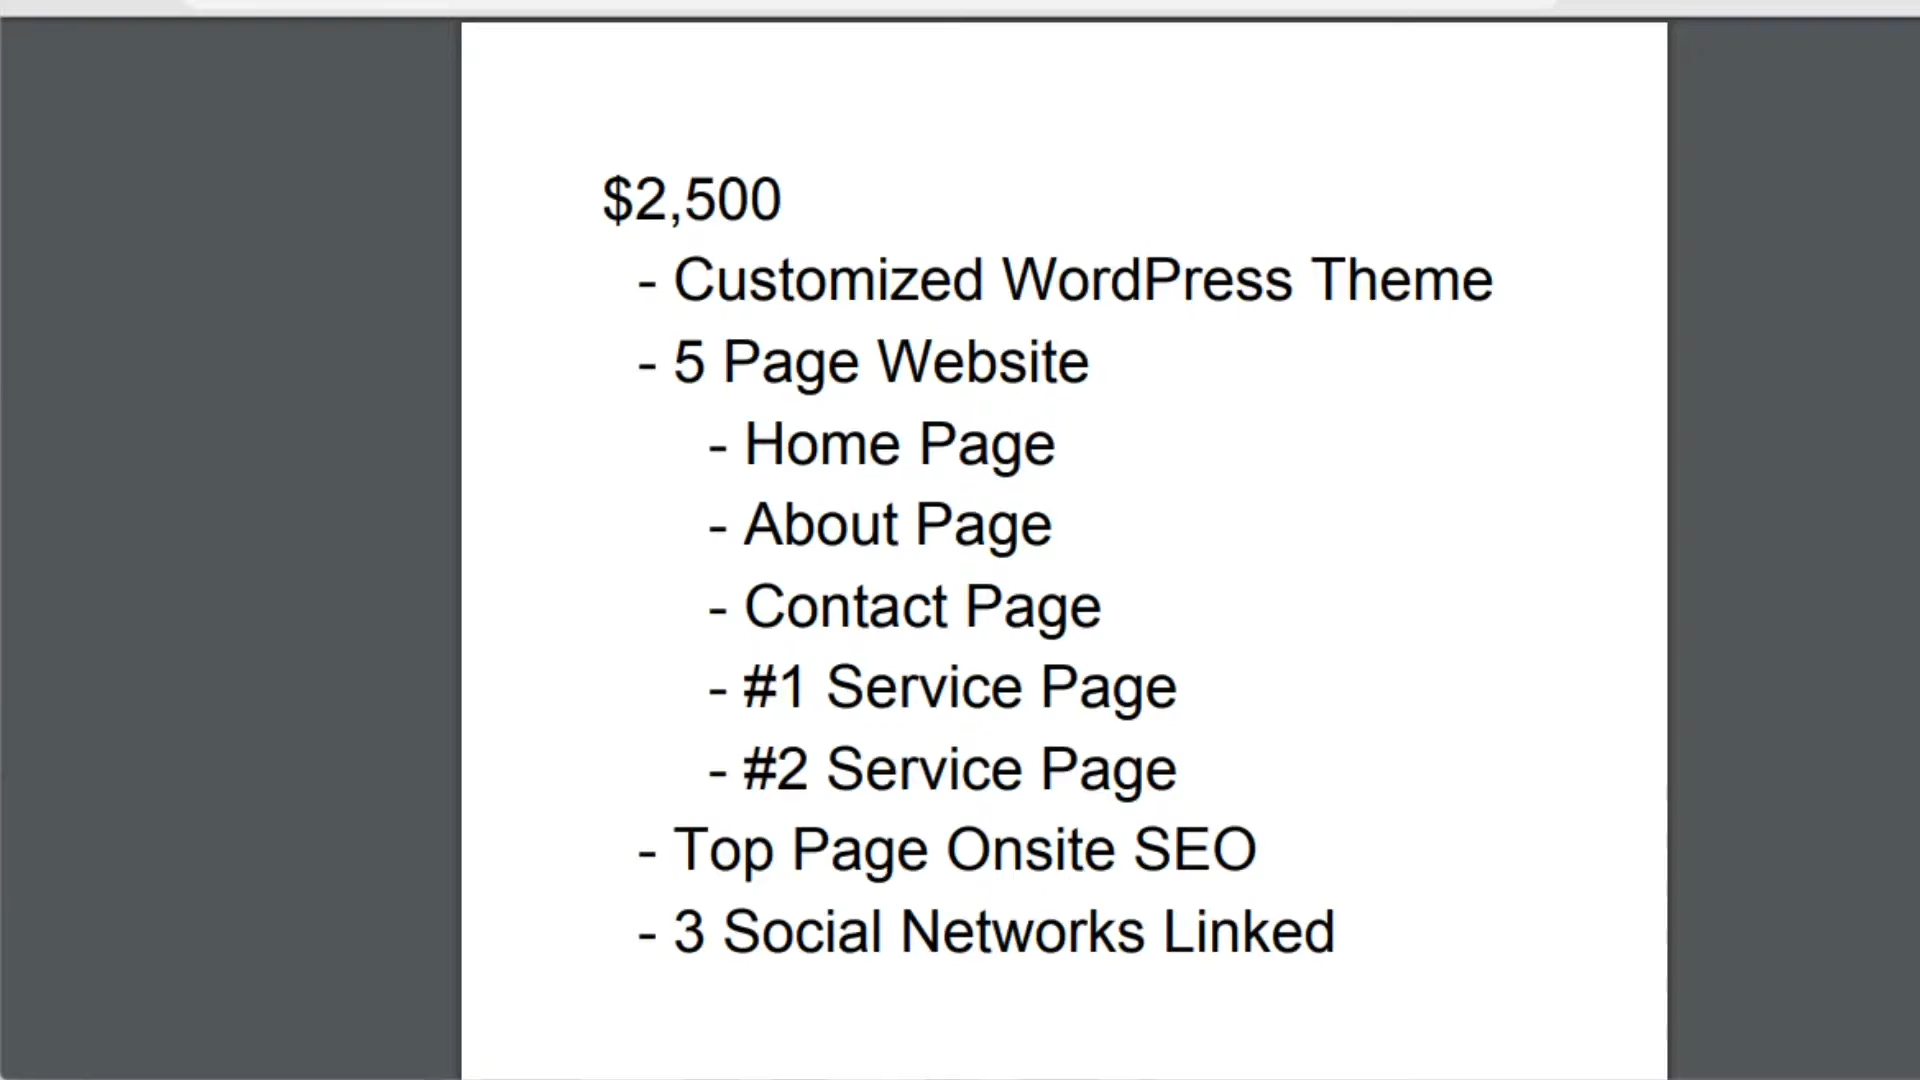 $2,500
- Customized WordPress Theme
- 5 Page Website
- Home Page
- About Page
- Contact Page
- #1 Service Page
- #2 Service Page
- Top Page Onsite SEO
- 3 Social Networks Linked